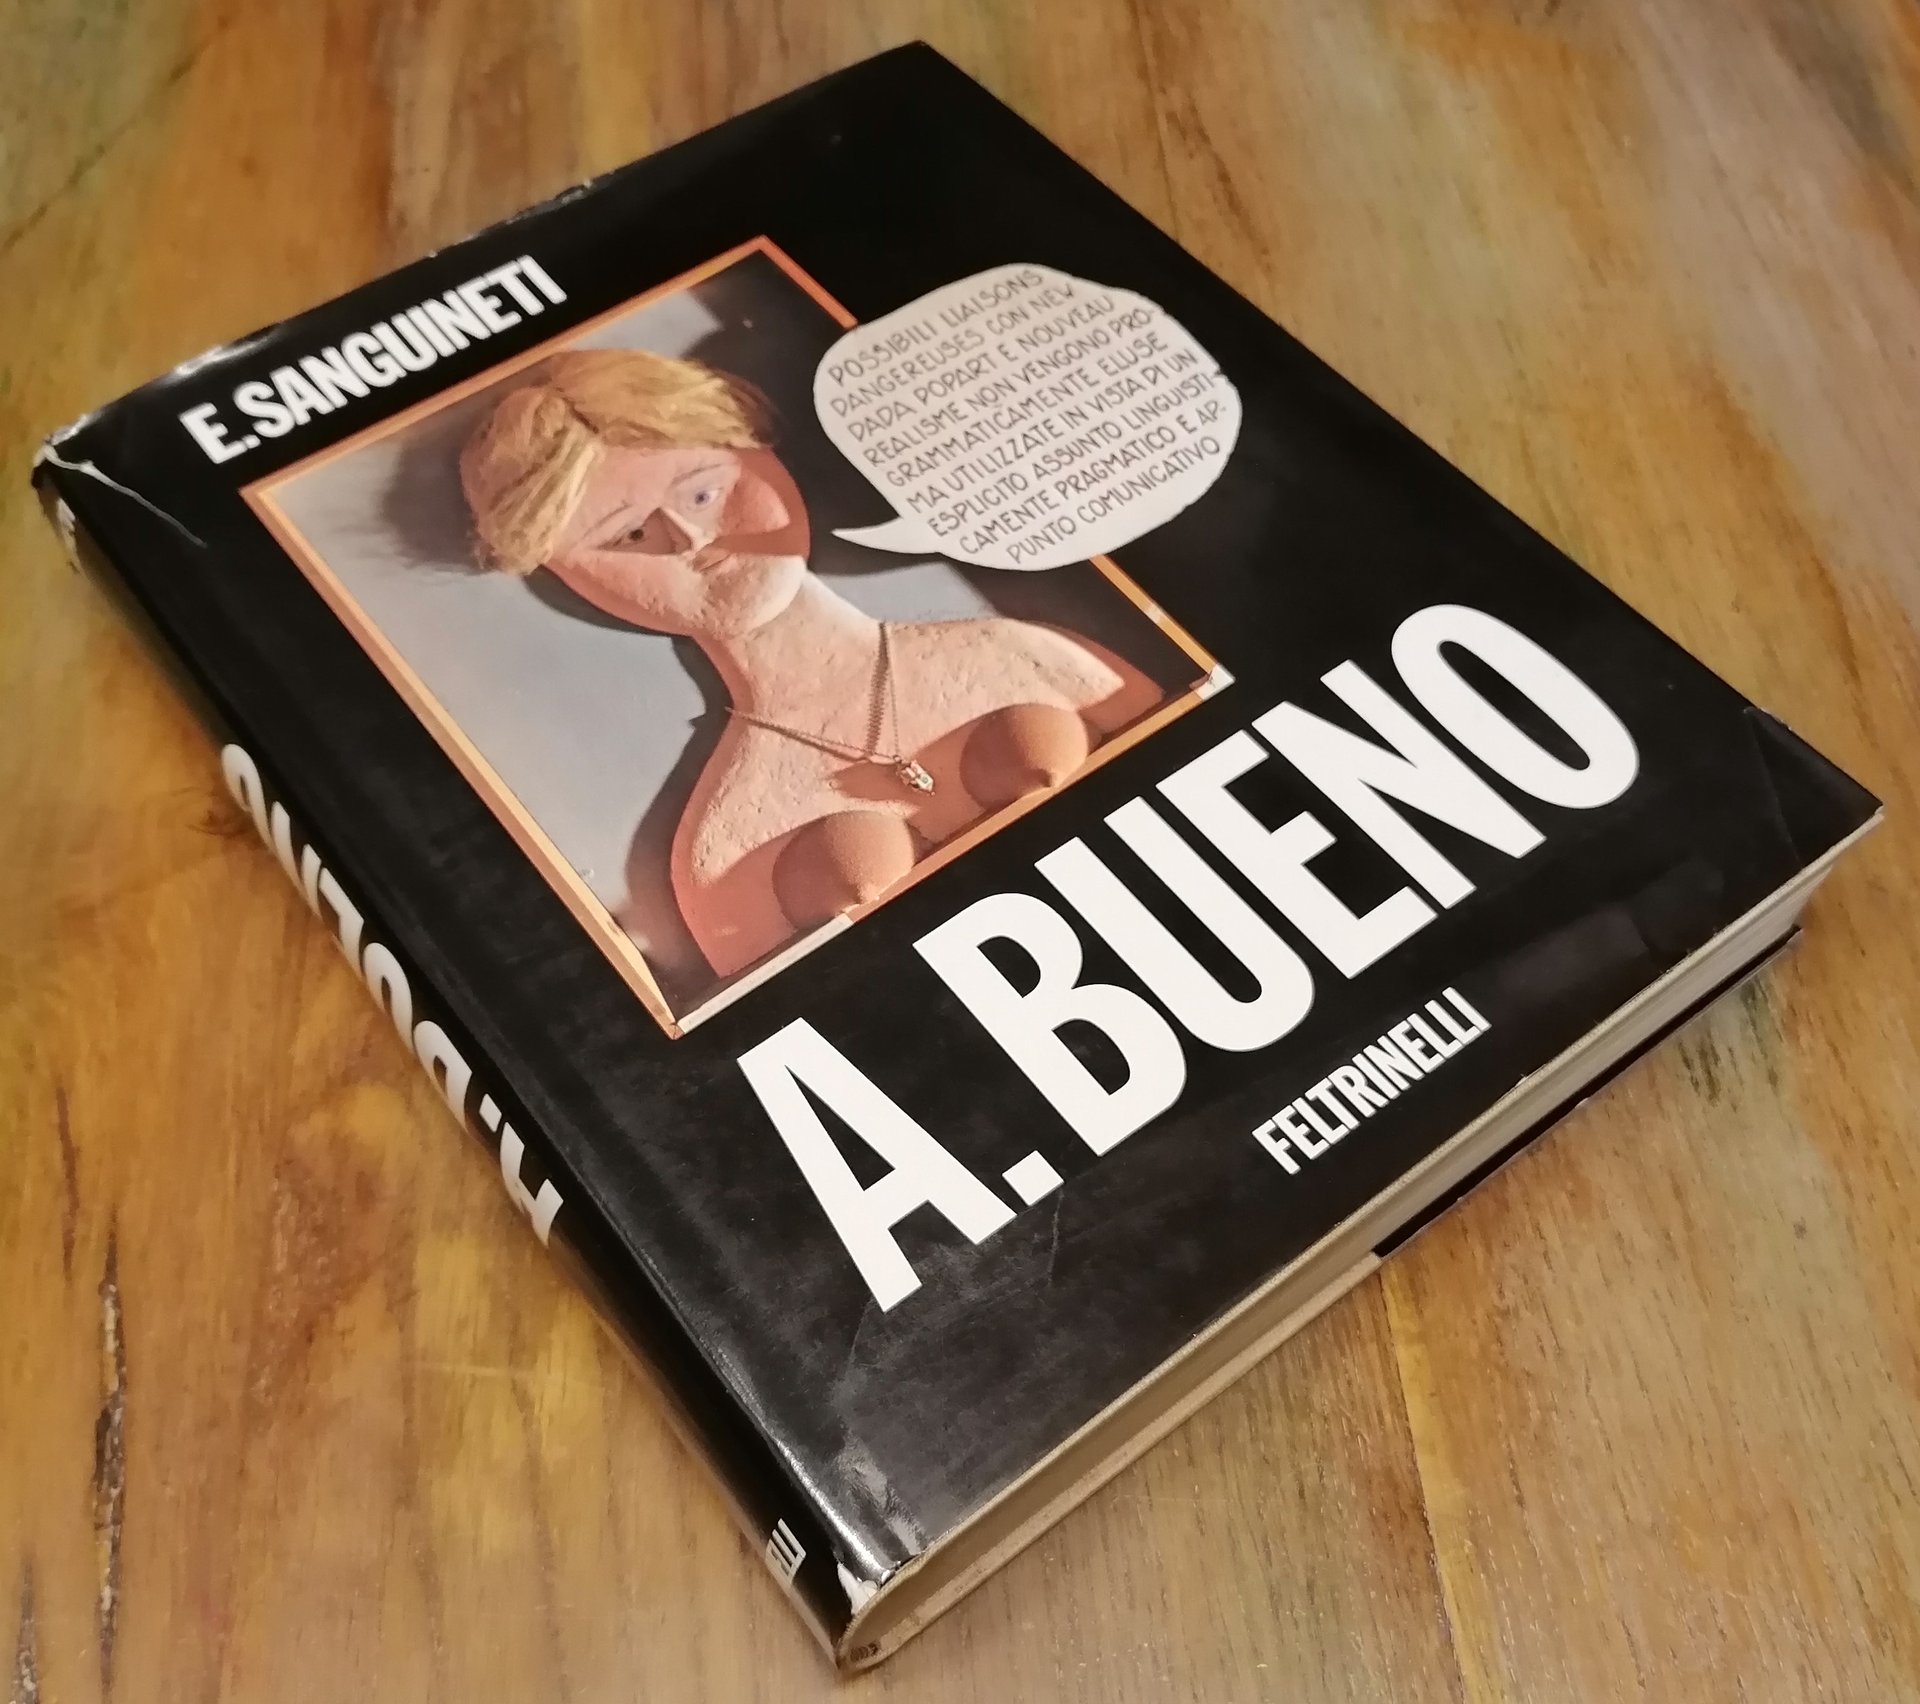 E. SANGUINETI
POSSIBILI LIAISONS
DANGEREUSES CON NEW
DADA POPART E NOUVEAU
REALISME NON VENGONO PRO-
GRAMMATICAMENTE ELUSE
MA UTILIZZATE IN VISTA DI UN
ESPLICITO ASSUNTO LINGUISTI-
CAMENTE PRAGMATICO E AP-
PUNTO COMUNICATIVO
A. BUENO
FELTRINELLI
A. BUENO